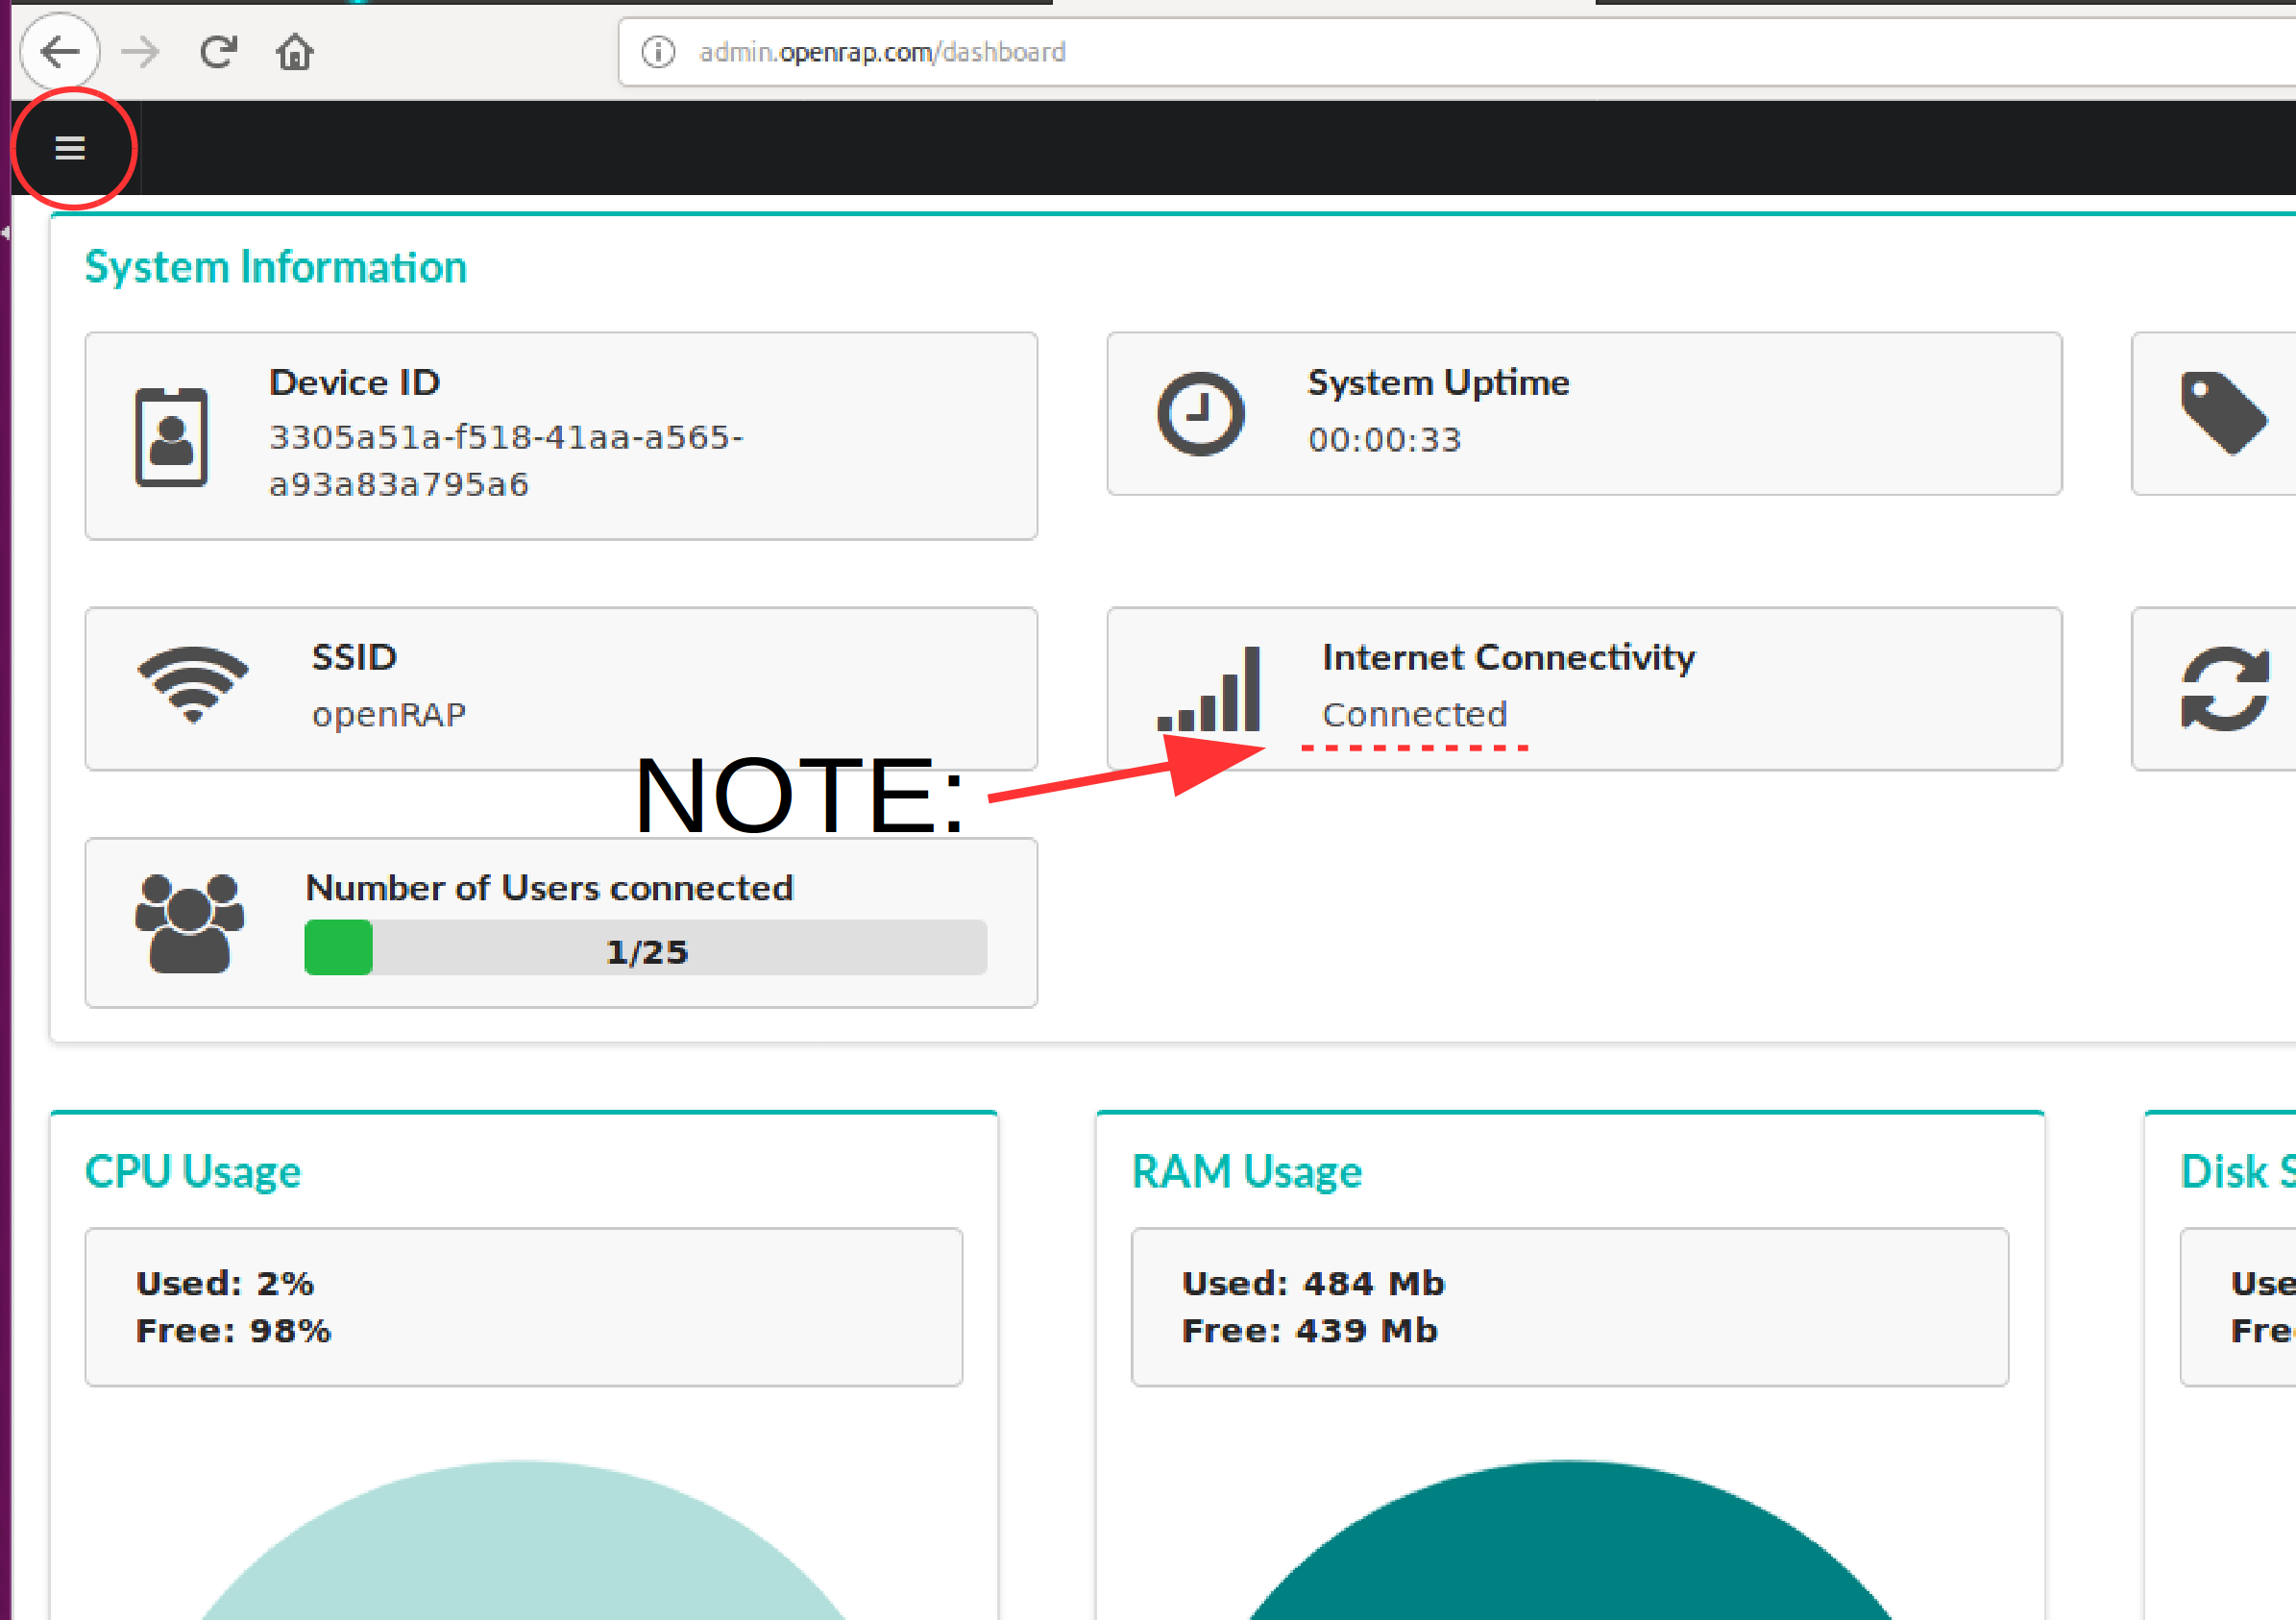 admin.openrap.com/dashboard
System Information
Device ID
3305a51a-f518-41aa-a565-
a93a83a795a6
System Uptime
00:00:33
SSID
openRAP
Internet Connectivity
Connected
NOTE:
Number of Users connected
1/25
CPU Usage
Used: 2%
Free: 98%
RAM Usage
Used: 484 Mb
Free: 439 Mb
Disk